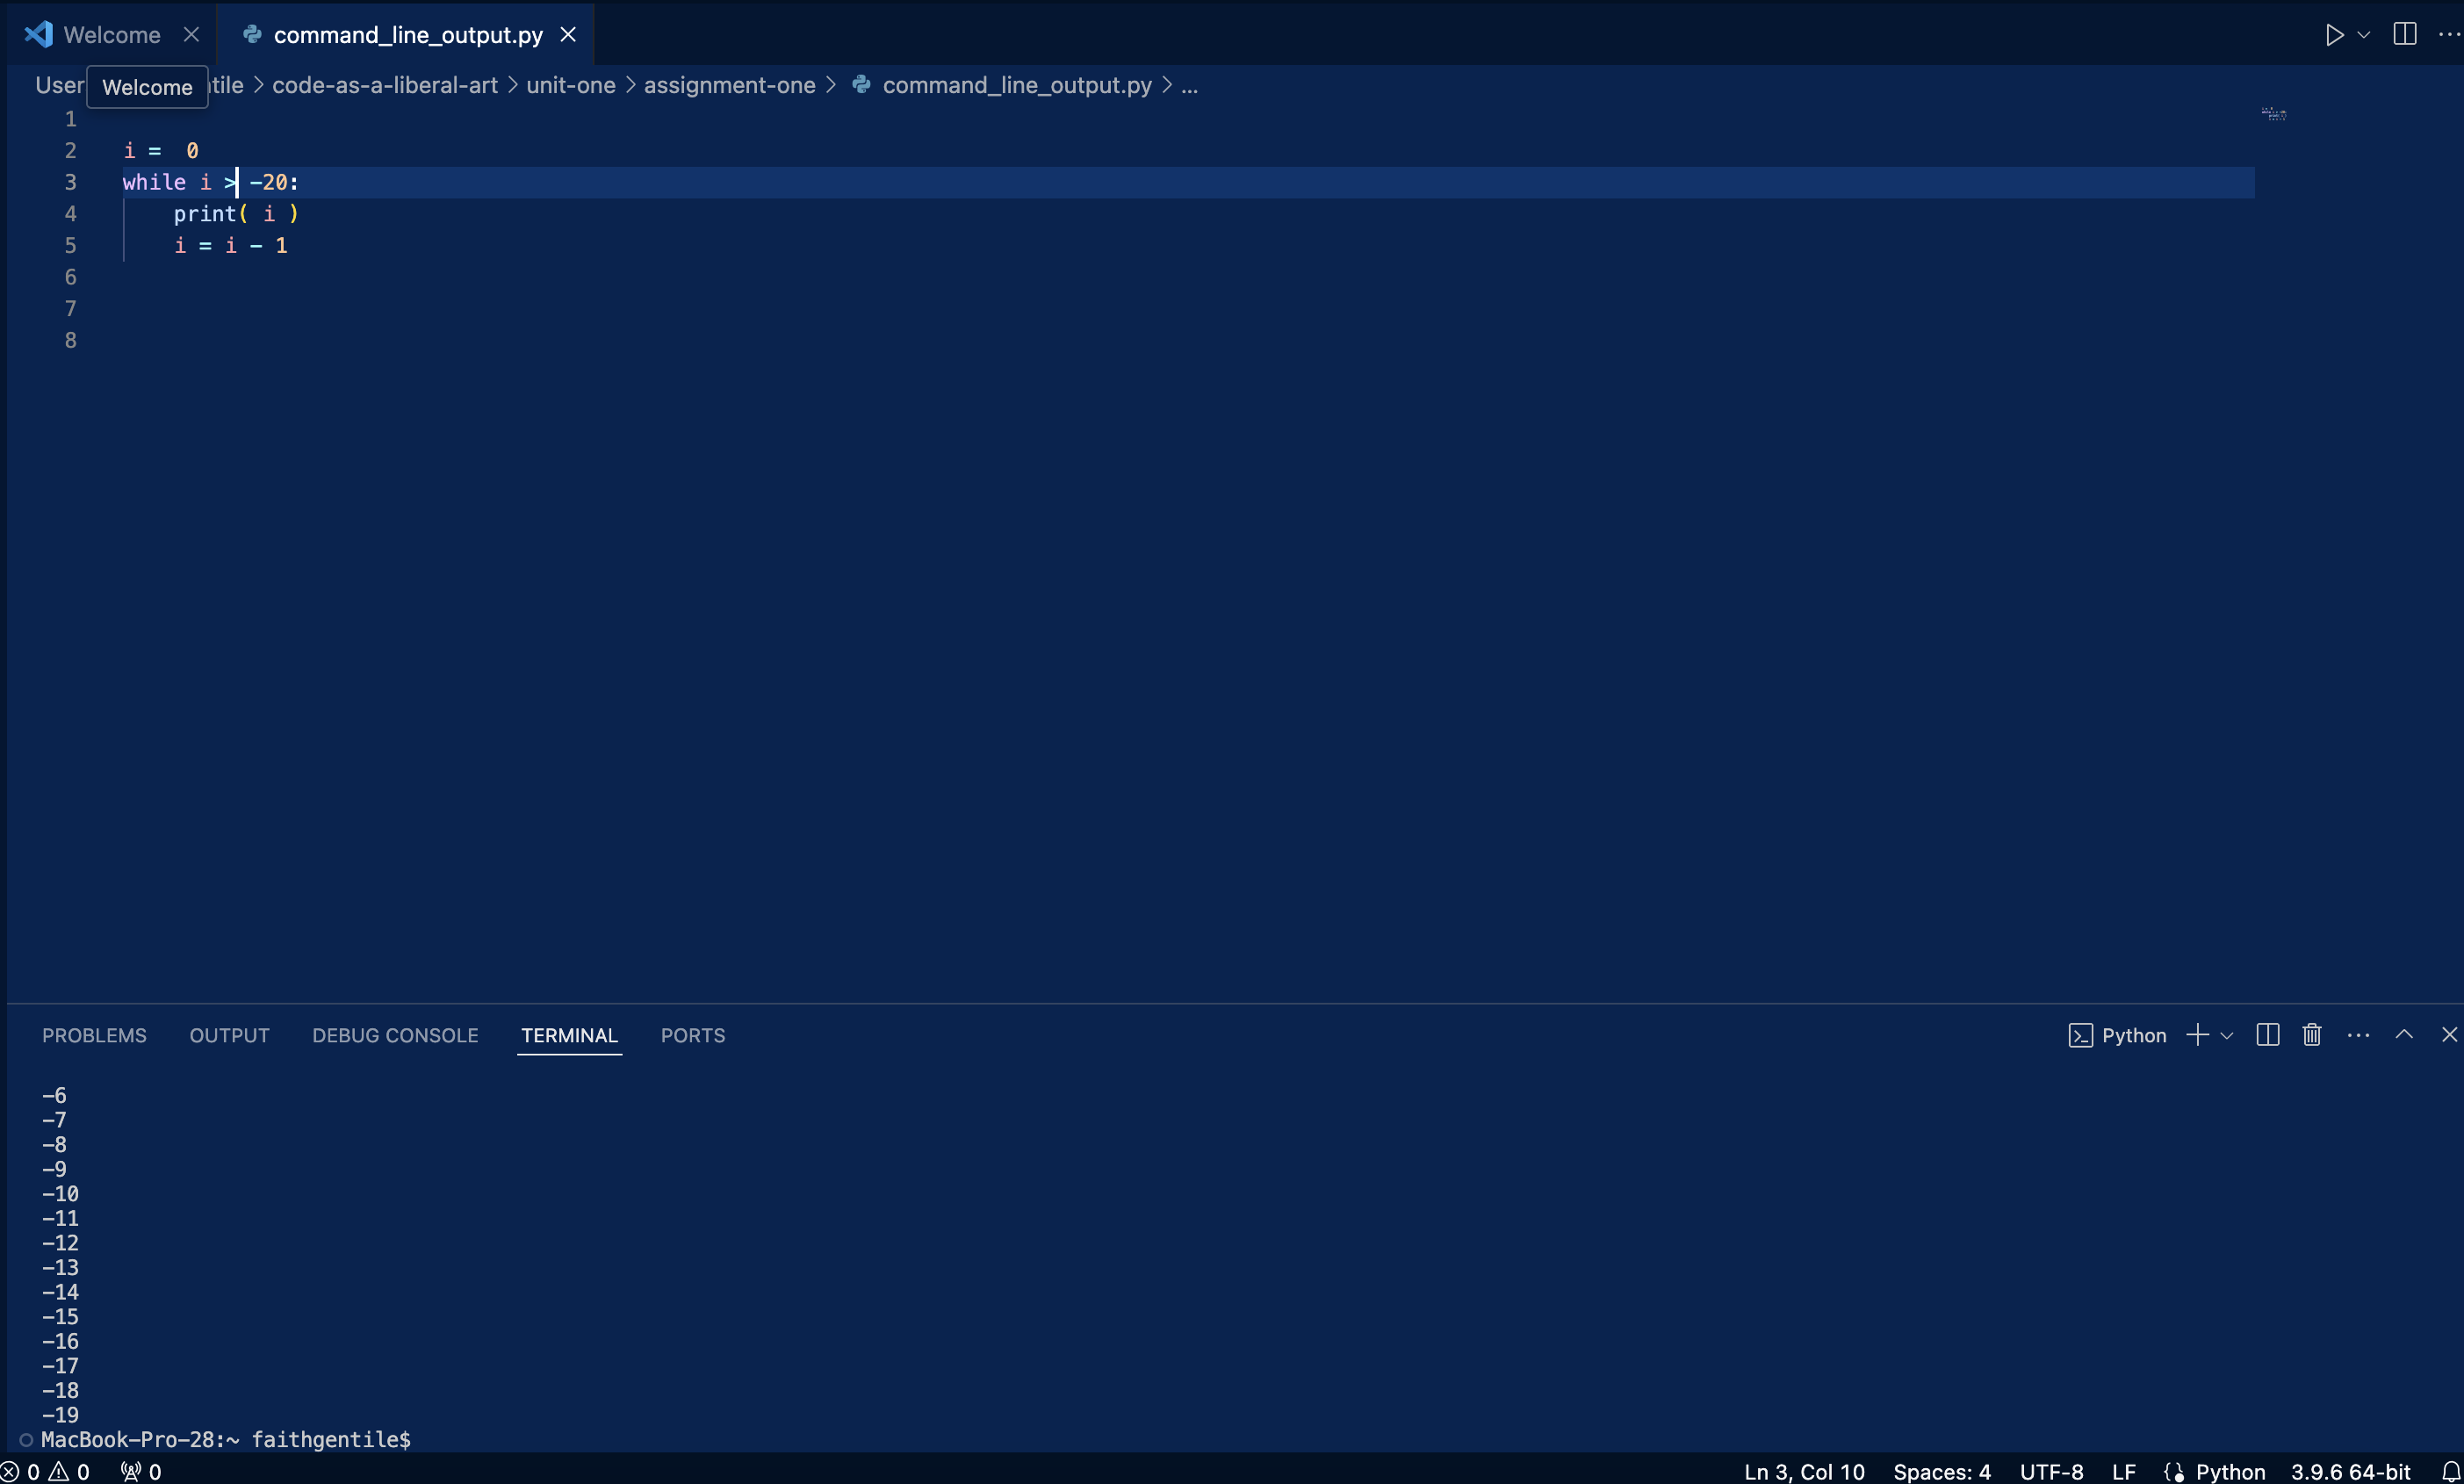 Welcome
command_line_output.py
User
Welcome
tile > code-as-a-liberal-art > unit-one > assignment-one > command_line_output.py > ...
1
2 i =  0
3 while i > -20:
4     print( i )
5     i = i - 1
6
7
8
PROBLEMS OUTPUT DEBUG CONSOLE TERMINAL PORTS
Python
-6
-7
-8
-9
-10
-11
-12
-13
-14
-15
-16
-17
-18
-19
MacBook-Pro-28:~ faithgentile$
0 0 0 Ln 3, Col 10 Spaces: 4 UTF-8 LF Python 3.9.6 64-bit